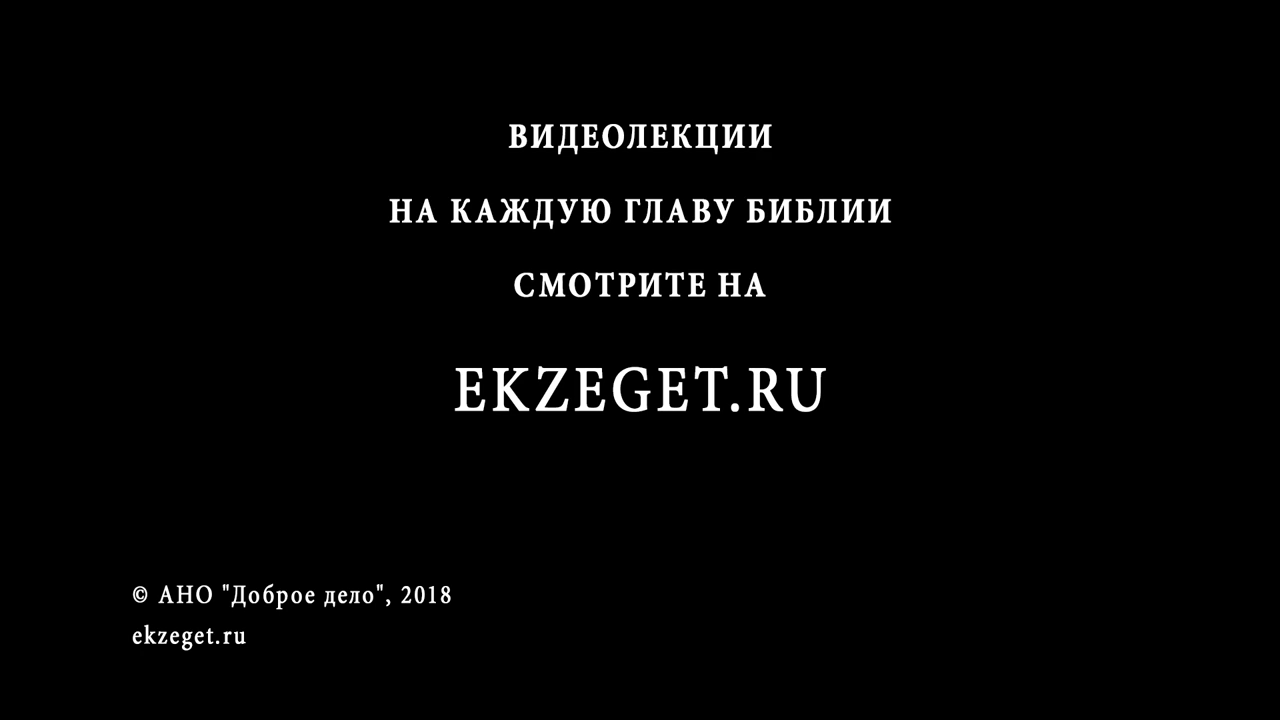 ВИДЕОЛЕКЦИИ
НА КАЖДУЮ ГЛАВУ БИБЛИИ
СМОТРИТЕ НА
EKZEGET.RU
© АНО "Доброе дело", 2018
ekzeget.ru